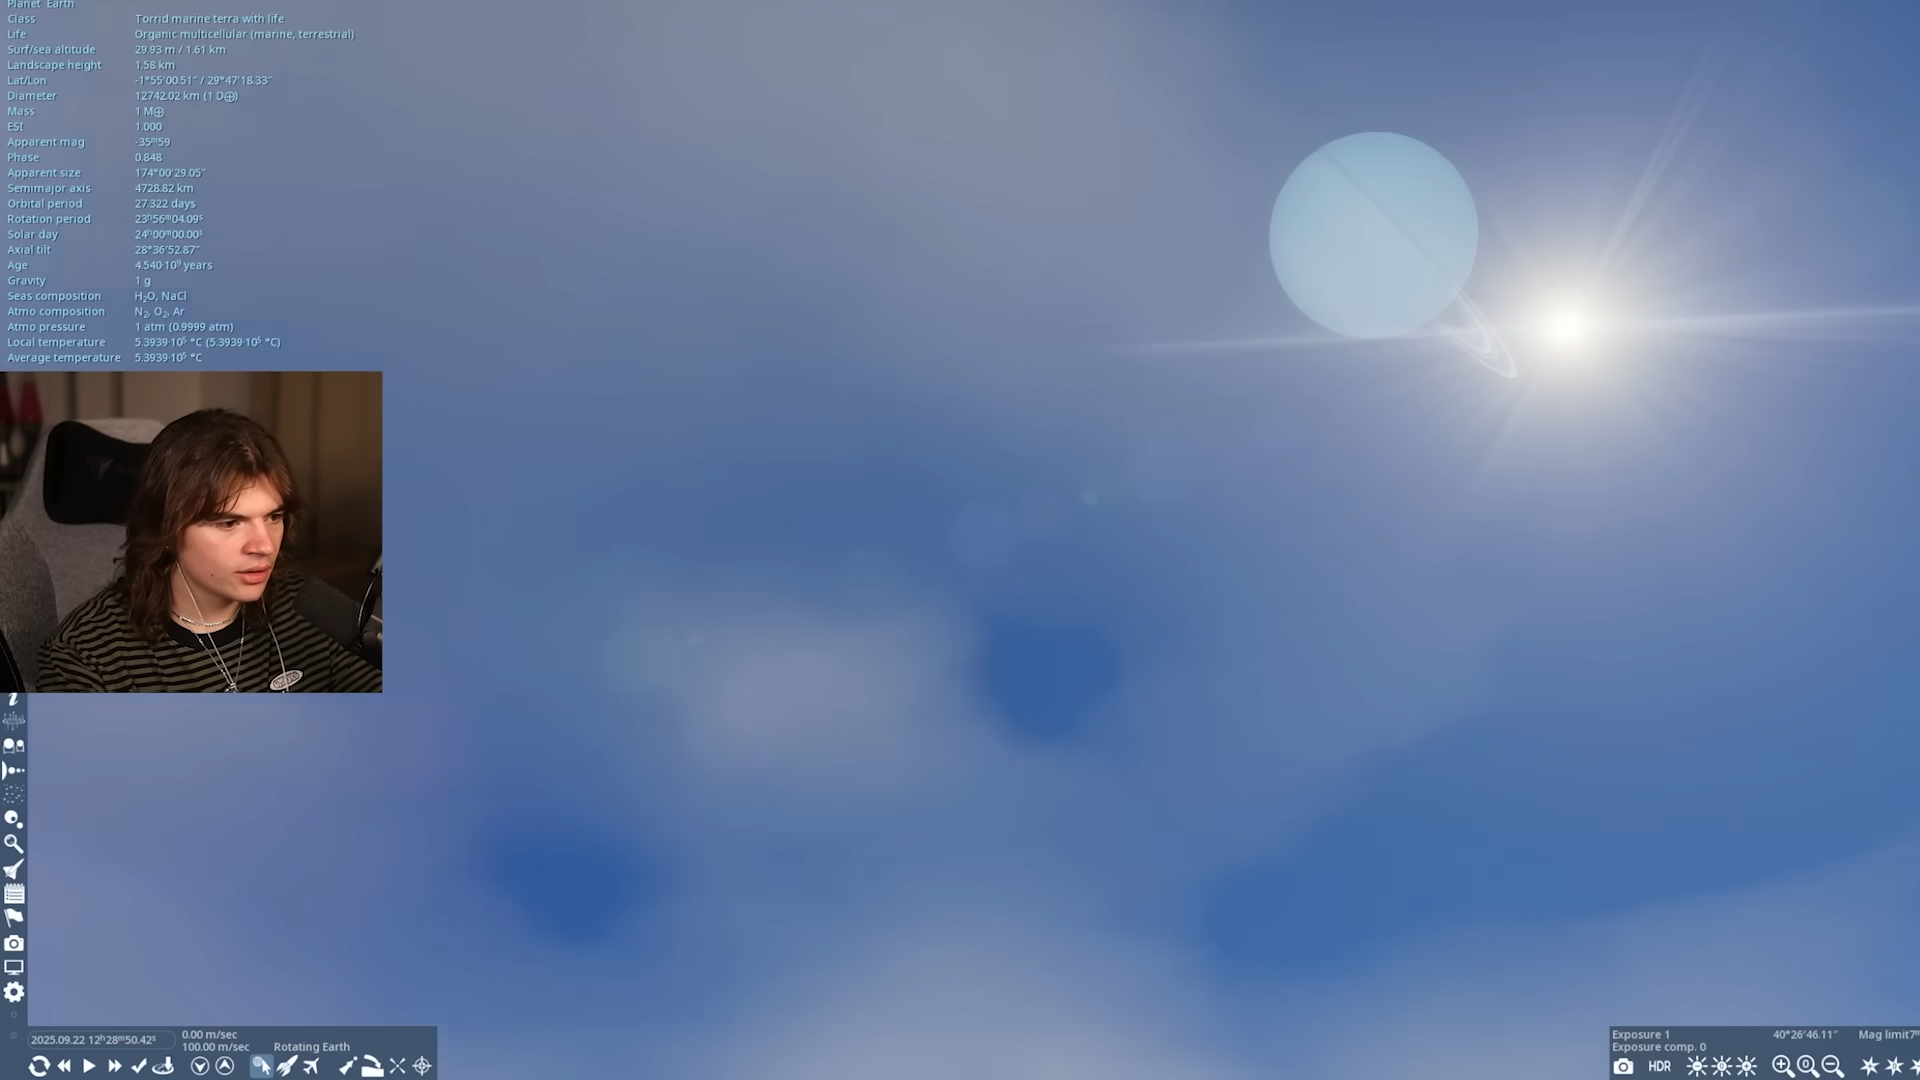 Planet Earth
Class Torrid marine terra with life
Life Organic multicellular (marine, terrestrial)
Surf/sea altitude 29.93 m / 1.61 km
Landscape height 1.58 km
Lat/Lon -1°55'00.51" / 29°47'18.33"
Diameter 12742.02 km (1 D⊕)
Mass 1 M⊕
ESI 1.000
Apparent mag -35ᵐ59
Phase 0.848
Apparent size 174°00'29.05"
Semimajor axis 4728.82 km
Orbital period 27.322 days
Rotation period 23ʰ56ᵐ04.09ˢ
Solar day 24ʰ00ᵐ00.00ˢ
Axial tilt 28°36'52.87"
Age 4.540·10⁹ years
Gravity 1 g
Seas composition H₂O, NaCl
Atmo composition N₂, O₂, Ar
Atmo pressure 1 atm (0.9999 atm)
Local temperature 5.3939·10⁵ °C (5.3939·10⁵ °C)
Average temperature 5.3939·10⁵ °C
2025.09.22 12ʰ28ᵐ50.42ˢ
0.00 m/sec
100.00 m/sec Rotating Earth
Exposure 1 40°26'46.11" Mag limit 7ᵐ
Exposure comp. 0
HDR